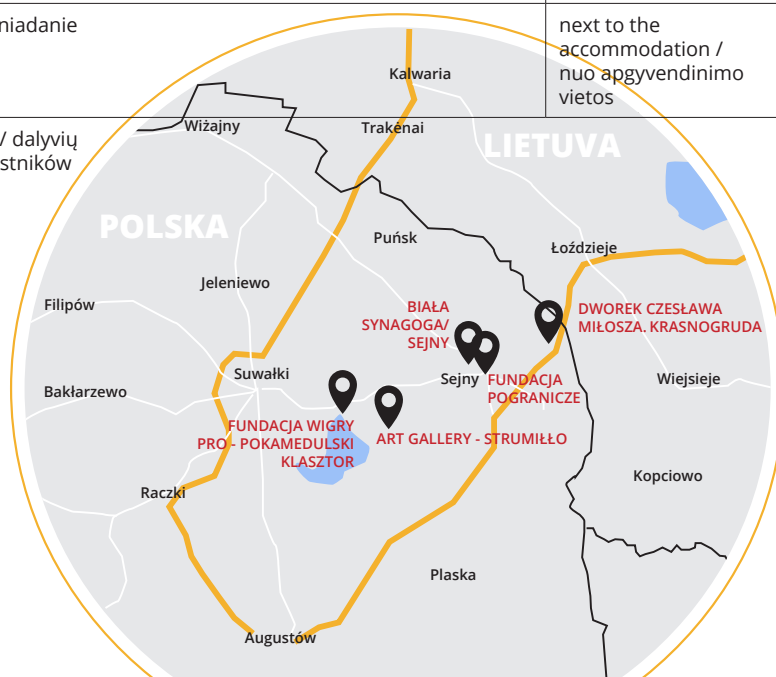 niadanie
next to the
accommodation /
nuo apgyvendinimo
vietos
/ dalyvių
stników
Kalwaria
Wiżajny
Trakėnai
LIETUVA
POLSKA
Puńsk
Łoździeje
Jeleniewo
Filipów
BIAŁA
SYNAGOGA/
SEJNY
DWOREK CZESŁAWA
MIŁOSZA. KRASNOGRUDA
Suwałki
Sejny
FUNDACJA
POGRANICZE
Wiejsieje
Bakłarzewo
FUNDACJA WIGRY
PRO - POKAMEDULSKI
KLASZTOR
ART GALLERY - STRUMIŁŁO
Kopciowo
Raczki
Plaska
Augustów